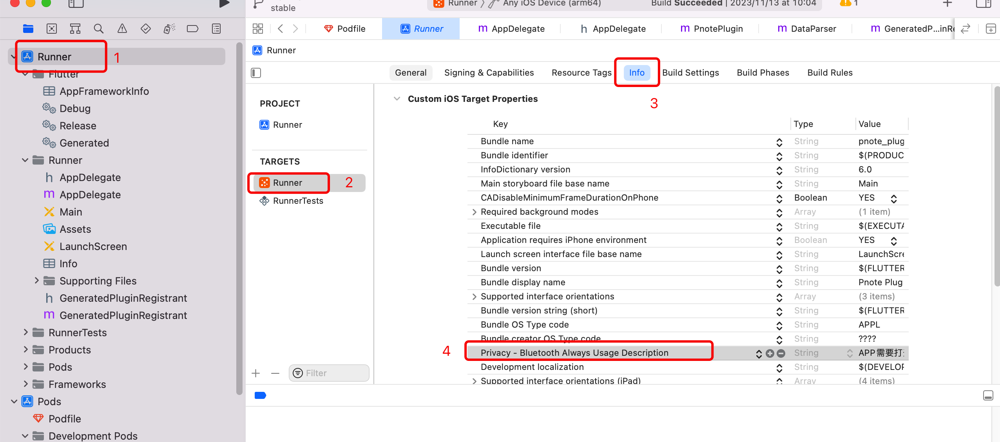 stable
Runner
Any iOS Device (arm64)
Build Succeeded | 2023/11/13 at 10:04
1
Podfile
Runner
m AppDelegate
h AppDelegate
m PnotePlugin
m DataParser
m GeneratedP...inRe
Runner
1
Flutter
AppFrameworkInfo
Debug
Release
Generated
Runner
h AppDelegate
m AppDelegate
Main
Assets
LaunchScreen
Info
Supporting Files
h GeneratedPluginRegistrant
m GeneratedPluginRegistrant
RunnerTests
Products
Pods
Frameworks
Pods
Podfile
Development Pods
Runner
General
Signing & Capabilities
Resource Tags
Info
Build Settings
Build Phases
Build Rules
3
PROJECT
Runner
TARGETS
Runner
2
RunnerTests
Filter
Custom iOS Target Properties
Key Type Value
Bundle name String pnote_plug
Bundle identifier String $(PRODUC
InfoDictionary version String 6.0
Main storyboard file base name String Main
CADisableMinimumFrameDurationOnPhone Boolean YES
Required background modes Array (1 item)
Executable file String $(EXECUTA
Application requires iPhone environment Boolean YES
Launch screen interface file base name String LaunchScre
Bundle version String $(FLUTTER
Bundle display name String Pnote Plug
Supported interface orientations Array (3 items)
Bundle version string (short) String $(FLUTTER
Bundle OS Type code String APPL
Bundle creator OS Type code String ????
4
Privacy - Bluetooth Always Usage Description String APP需要打
Development localization String $(DEVELOP
Supported interface orientations (iPad) Array (4 items)